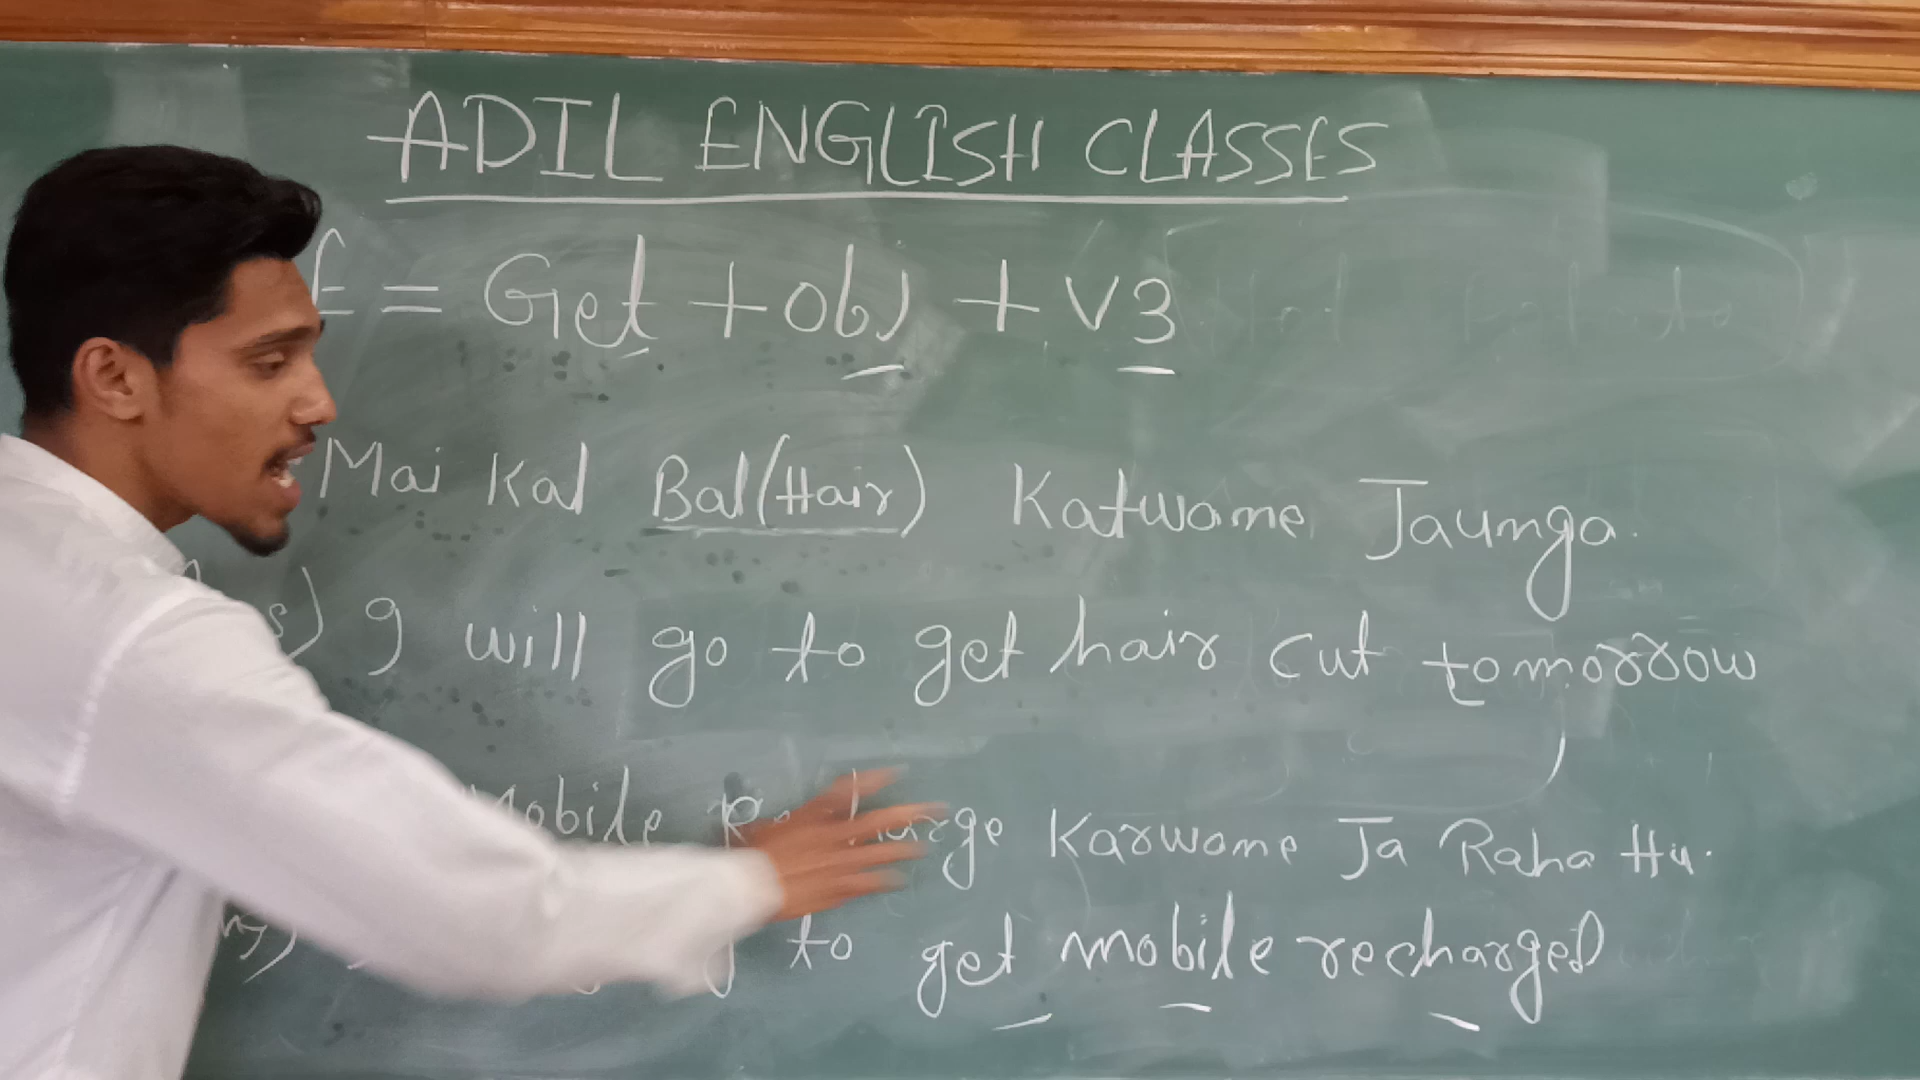 ADIL ENGLISH CLASSES
= Get + obj + V3
Mai Kal Bal (Hair) Katwane Jaunga.
s) I will go to get hair cut tomorrow
Mobile Karwane Ja Raha Hu.
to get mobile recharged